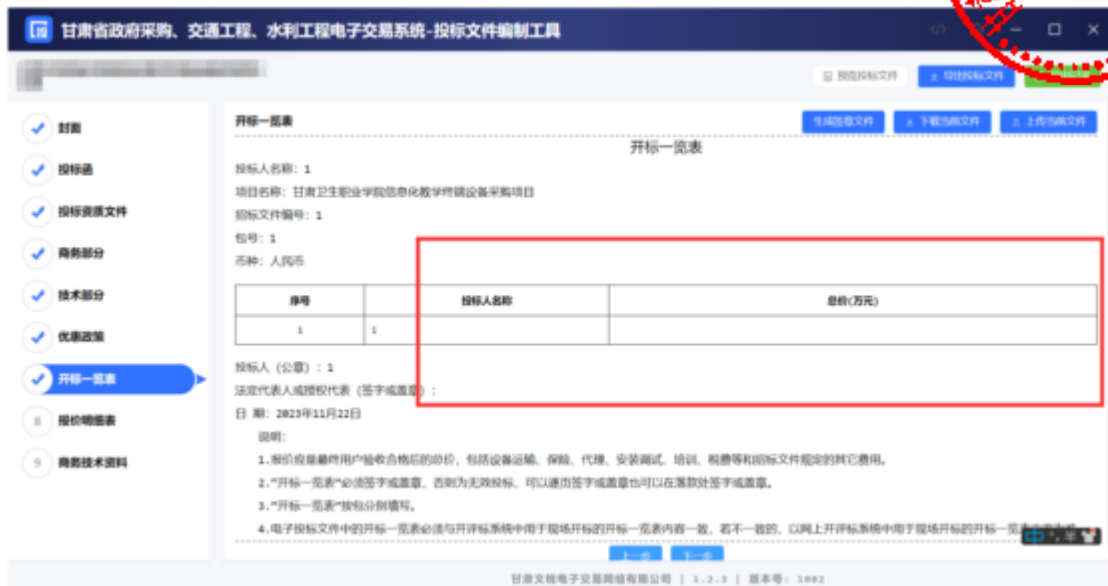 甘肃省政府采购、交通工程、水利工程电子交易系统-投标文件编制工具
预览投标文件
导出投标文件
封面
投标函
投标资质文件
商务部分
技术部分
优惠政策
开标一览表
8 报价明细表
9 商务技术资料
开标一览表
生成签章文件
下载当前文件
上传当前文件
开标一览表
投标人名称：1
项目名称：甘肃卫生职业学院信息化教学终端设备采购项目
招标文件编号：1
包号：1
币种：人民币
序号 投标人名称 总价(万元)
1 1
投标人（公章）：1
法定代表人或授权代表（签字或盖章）：
日 期：2023年11月22日
说明：
1.报价应是最终用户验收合格后的总价，包括设备运输、保险、代理、安装调试、培训、税费等和招标文件规定的其它费用。
2."开标一览表"必须签字或盖章，否则为无效投标，可以逐页签字或盖章也可以在落款处签字或盖章。
3."开标一览表"按包分别填写。
4.电子投标文件中的开标一览表必须与开评标系统中用于现场开标的开标一览表内容一致，若不一致的，以网上开评标系统中用于现场开标的开标一览
上一步
下一步
中
甘肃文锐电子交易网络有限公司 | 1.2.3 | 版本号：1002